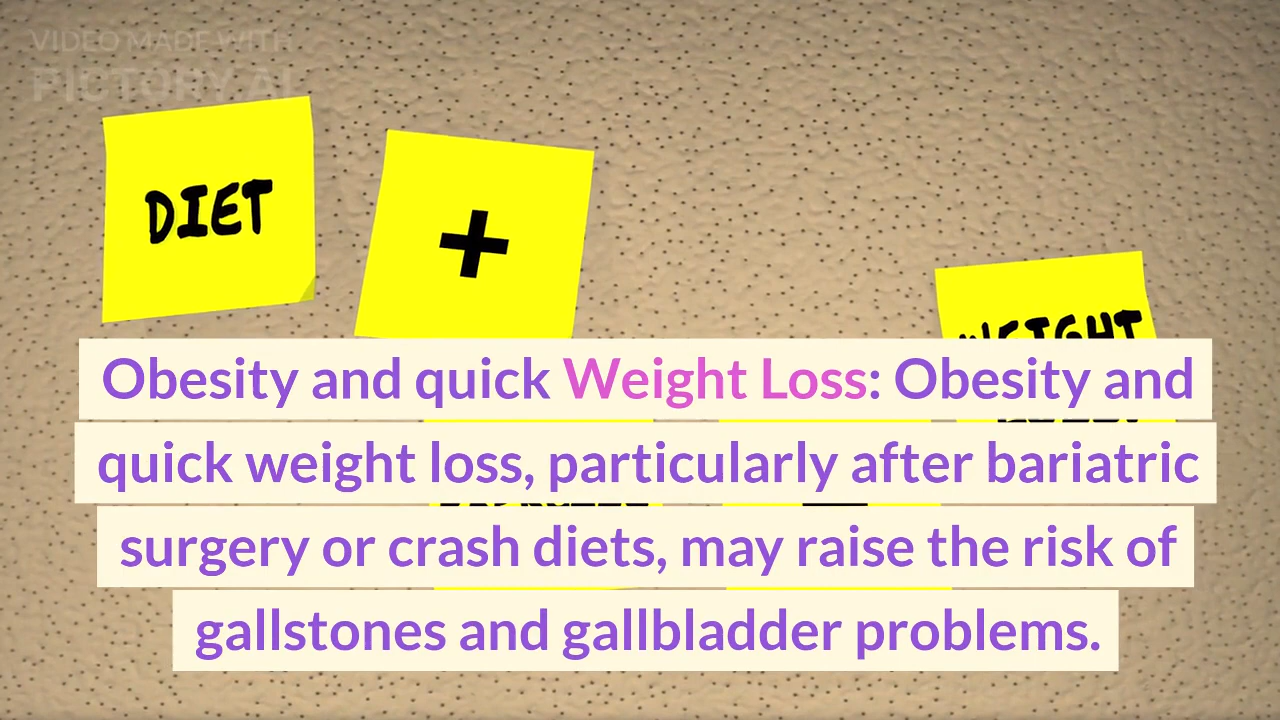 VIDEO MADE WITH
PICTORY.AI
DIET
+
WEIGHT
Obesity and quick Weight Loss: Obesity and
quick weight loss, particularly after bariatric
surgery or crash diets, may raise the risk of
gallstones and gallbladder problems.